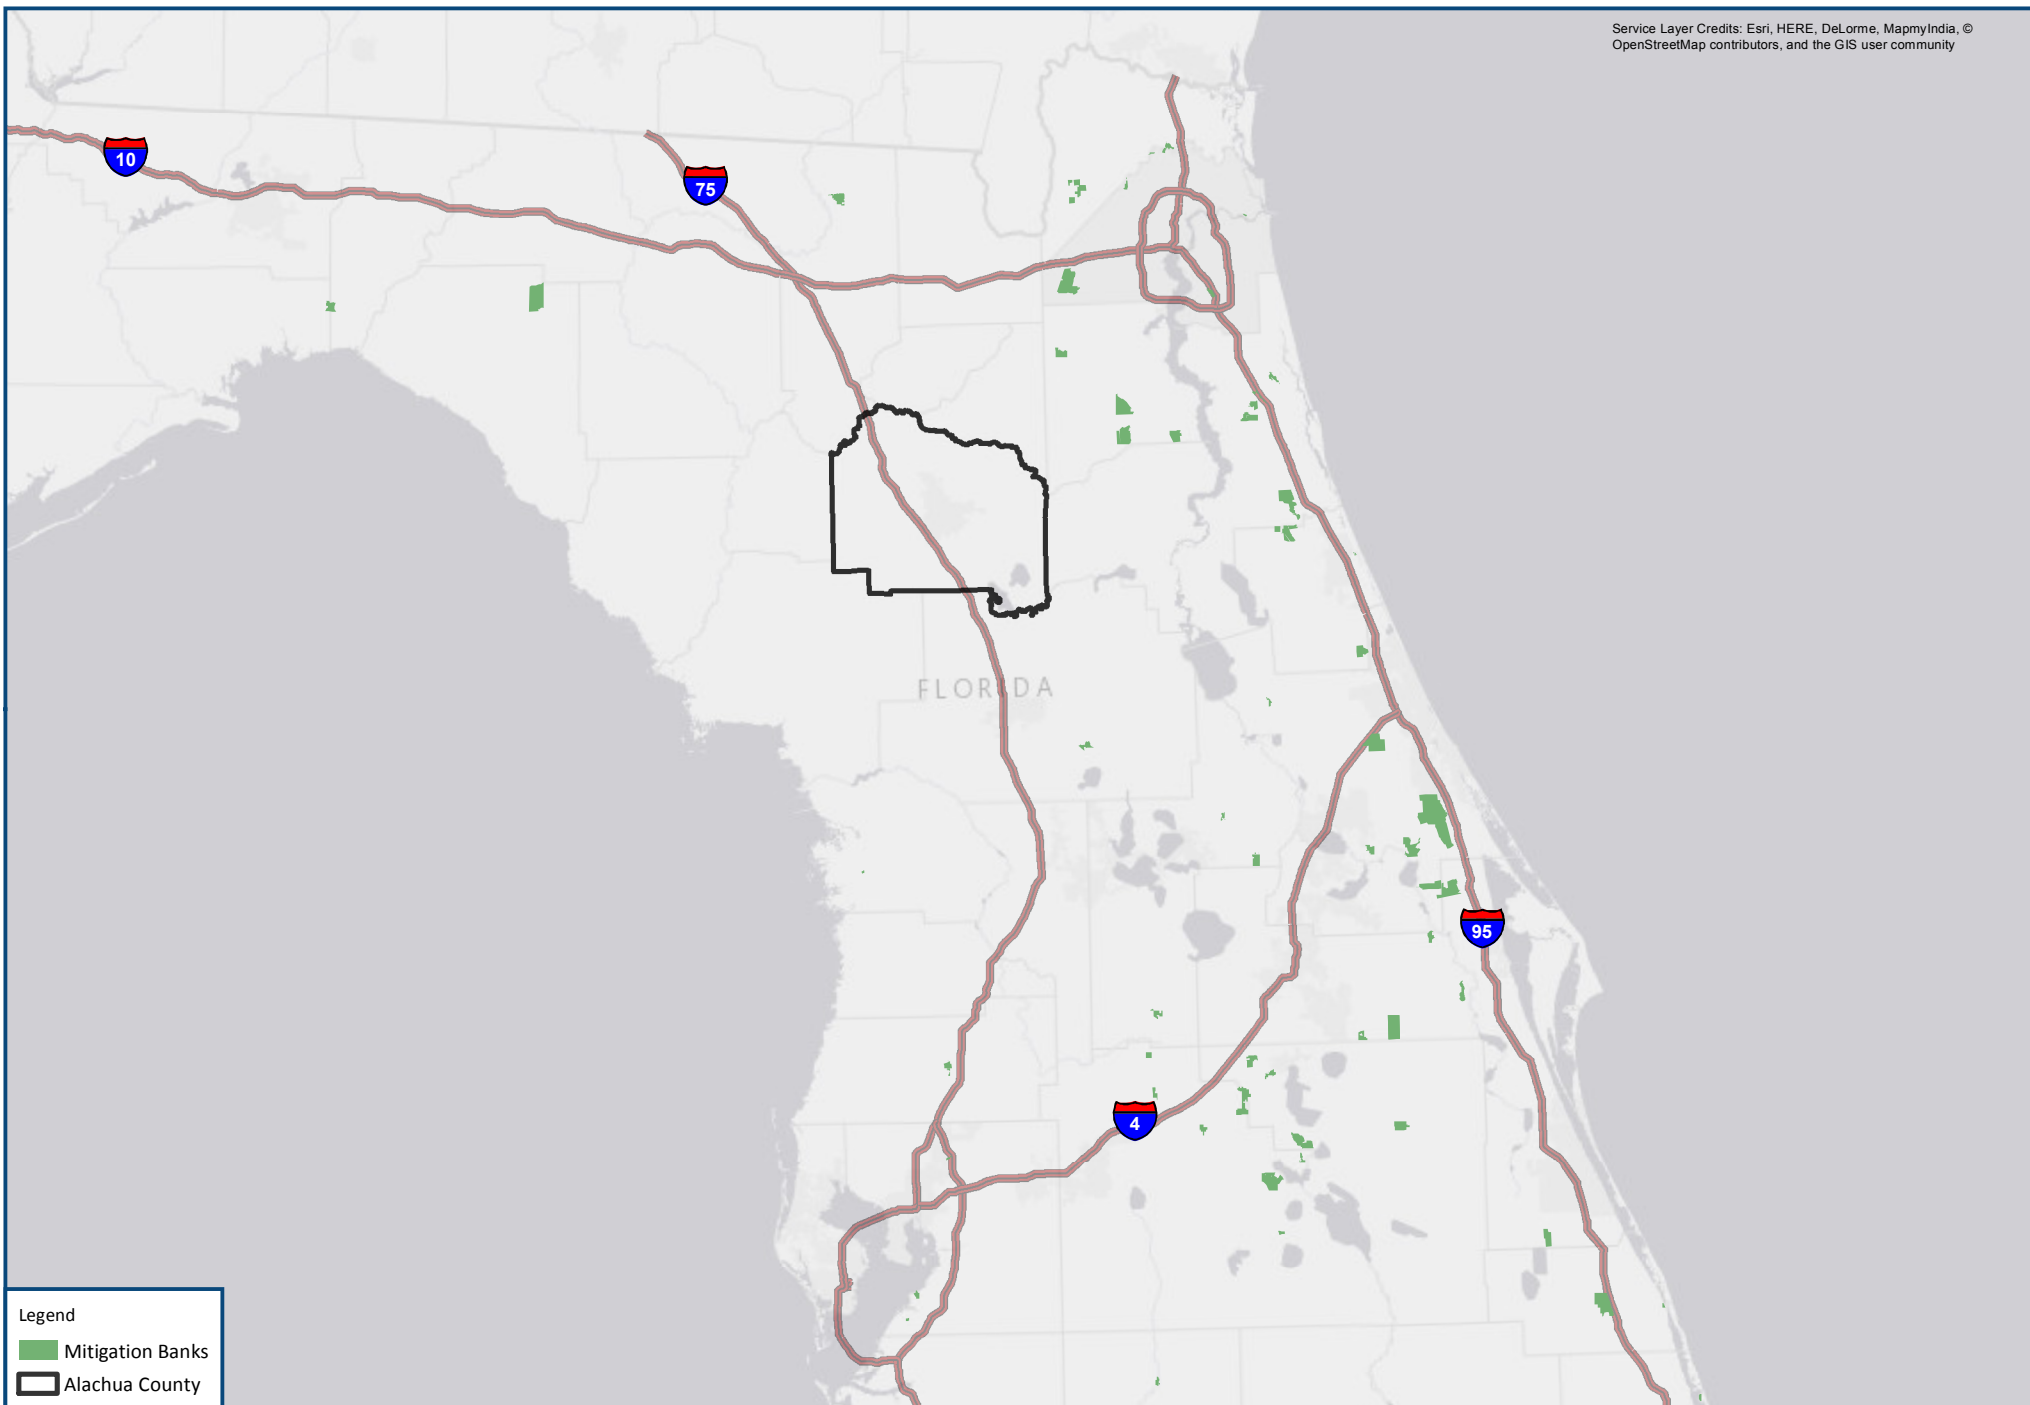 Service Layer Credits: Esri, HERE, DeLorme, MapmyIndia, ©
OpenStreetMap contributors, and the GIS user community
10
75
FLORIDA
95
4
Legend
Mitigation Banks
Alachua County